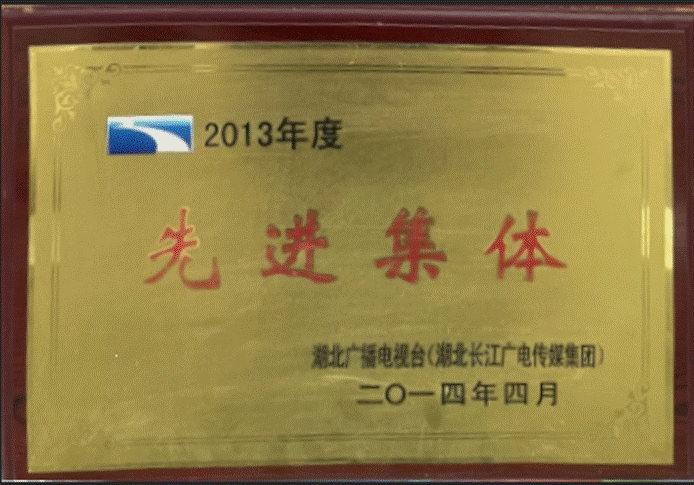 2013年度
先进集体
湖北广播电视台(湖北长江广电传媒集团)
二〇一四年四月